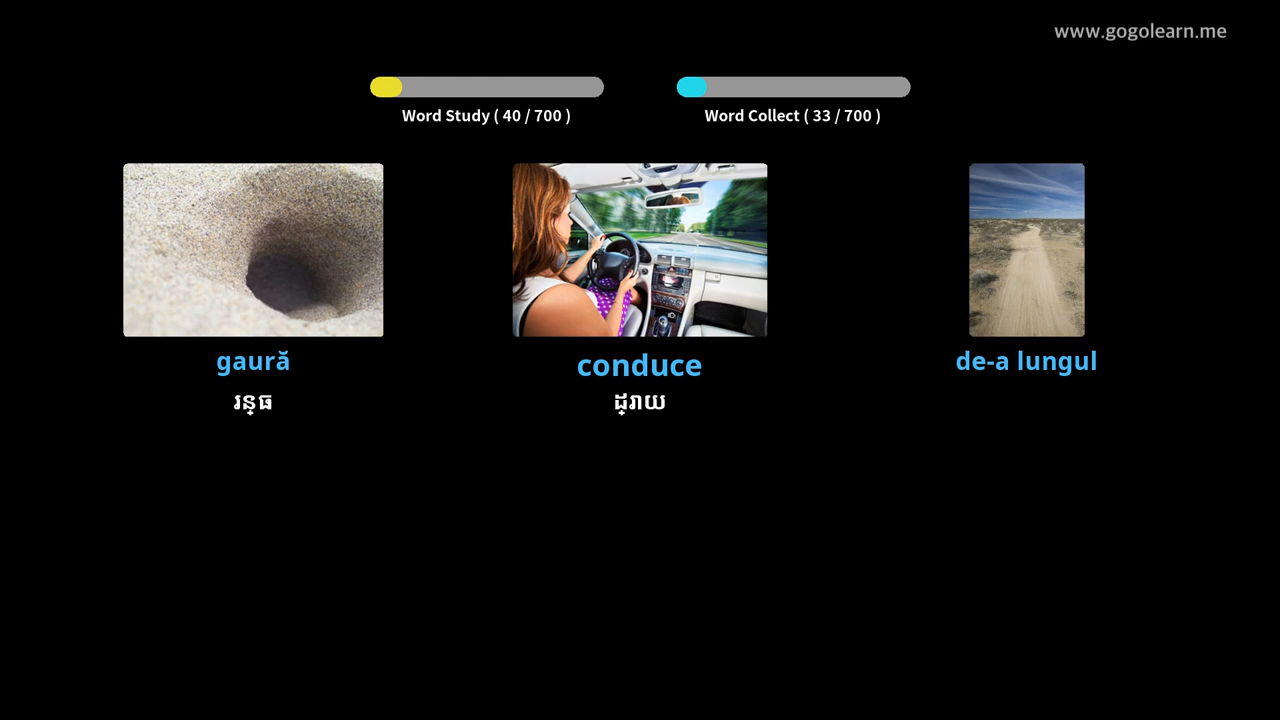 www.gogolearn.me
Word Study ( 40 / 700 )
Word Collect ( 33 / 700 )
gaură
conduce
de-a lungul
រន្ធ
ដ្រាយ